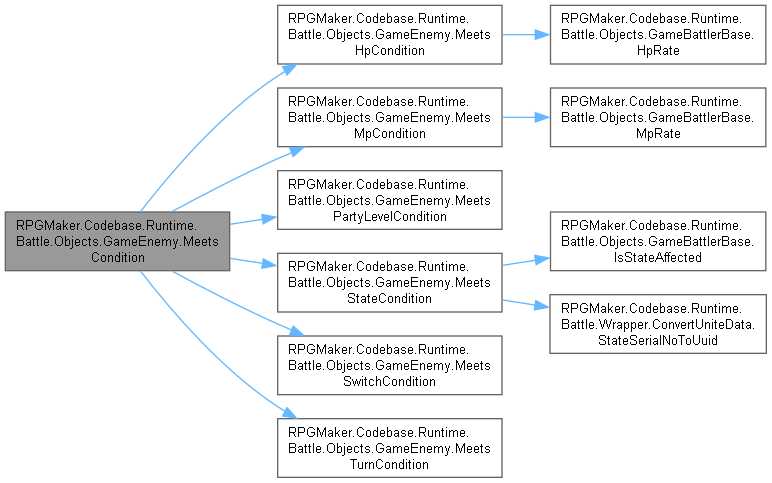 RPGMaker.Codebase.Runtime.
Battle.Objects.GameEnemy.Meets
Condition
RPGMaker.Codebase.Runtime.
Battle.Objects.GameEnemy.Meets
HpCondition
RPGMaker.Codebase.Runtime.
Battle.Objects.GameBattlerBase.
HpRate
RPGMaker.Codebase.Runtime.
Battle.Objects.GameEnemy.Meets
MpCondition
RPGMaker.Codebase.Runtime.
Battle.Objects.GameBattlerBase.
MpRate
RPGMaker.Codebase.Runtime.
Battle.Objects.GameEnemy.Meets
PartyLevelCondition
RPGMaker.Codebase.Runtime.
Battle.Objects.GameEnemy.Meets
StateCondition
RPGMaker.Codebase.Runtime.
Battle.Objects.GameBattlerBase.
IsStateAffected
RPGMaker.Codebase.Runtime.
Battle.Wrapper.ConvertUniteData.
StateSerialNoToUuid
RPGMaker.Codebase.Runtime.
Battle.Objects.GameEnemy.Meets
SwitchCondition
RPGMaker.Codebase.Runtime.
Battle.Objects.GameEnemy.Meets
TurnCondition